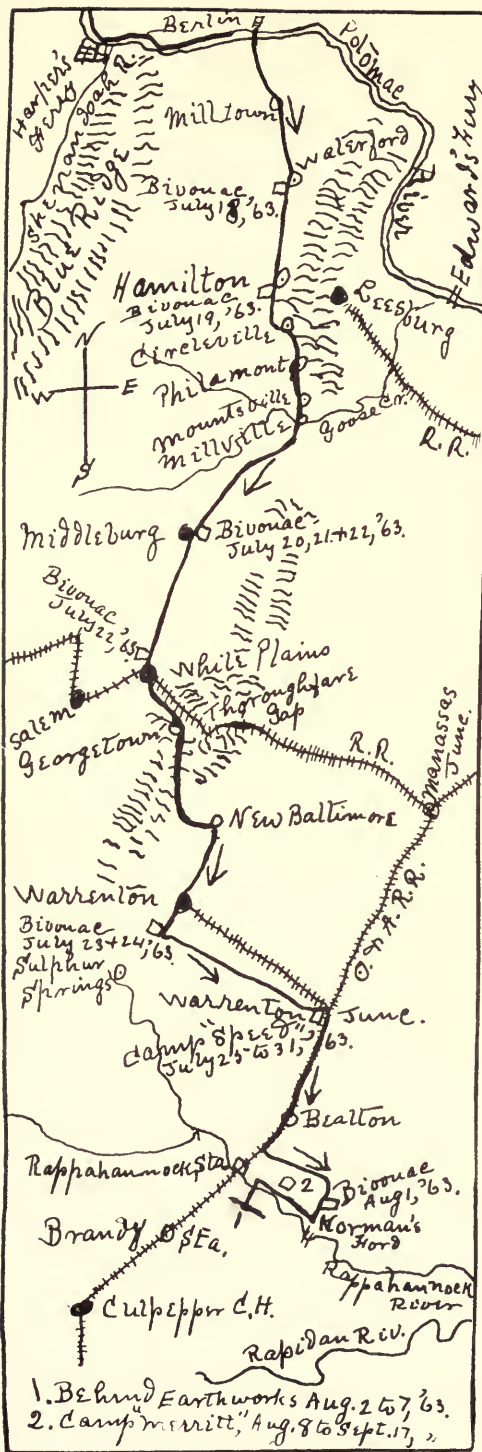 Berlin
Potomac
River
Harper's
Ferry
Shenandoah R.
Blue Ridge
Edwards' Ferry
Milltown
Waterford
Bivouac
July 18, '63.
Hamilton
Bivouac
July 19, '63.
Leesburg
Circleville
Philamont
Mountsville
Millville
Goose Cr.
R.R.
N
W E
S
Middleburg
Bivouac
July 20, 21 + 22, '63.
Bivouac
July 22, '63.
White Plains
Thoroughfare
Gap
Salem
Georgetown
R.R.
Manassas
Junc.
New Baltimore
Warrenton
O. & A. R.R.
Bivouac
July 23 + 24, '63.
Sulphur
Springs
Warrenton Junc.
Camp "Speed",
July 25 to 31, '63.
Bealton
Rappahannock Sta
2
Bivouac
Aug 1, '63.
1
Norman's
Ford
Brandy Sta.
Rappahannock
River
Culpepper C.H.
Rapidan Riv.
1. Behind Earthworks Aug. 2 to 7, '63.
2. Camp "Merritt", Aug. 8 to Sept. 17, "